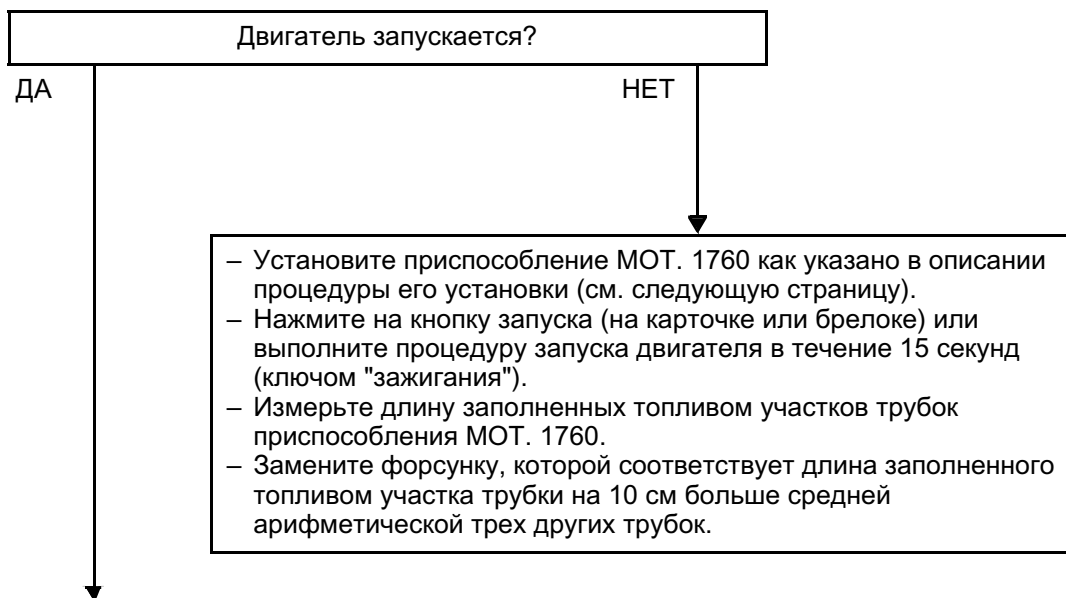 Двигатель запускается?
ДА
НЕТ
– Установите приспособление МОТ. 1760 как указано в описании
процедуры его установки (см. следующую страницу).
– Нажмите на кнопку запуска (на карточке или брелоке) или
выполните процедуру запуска двигателя в течение 15 секунд
(ключом "зажигания").
– Измерьте длину заполненных топливом участков трубок
приспособления МОТ. 1760.
– Замените форсунку, которой соответствует длина заполненного
топливом участка трубки на 10 см больше средней
арифметической трех других трубок.